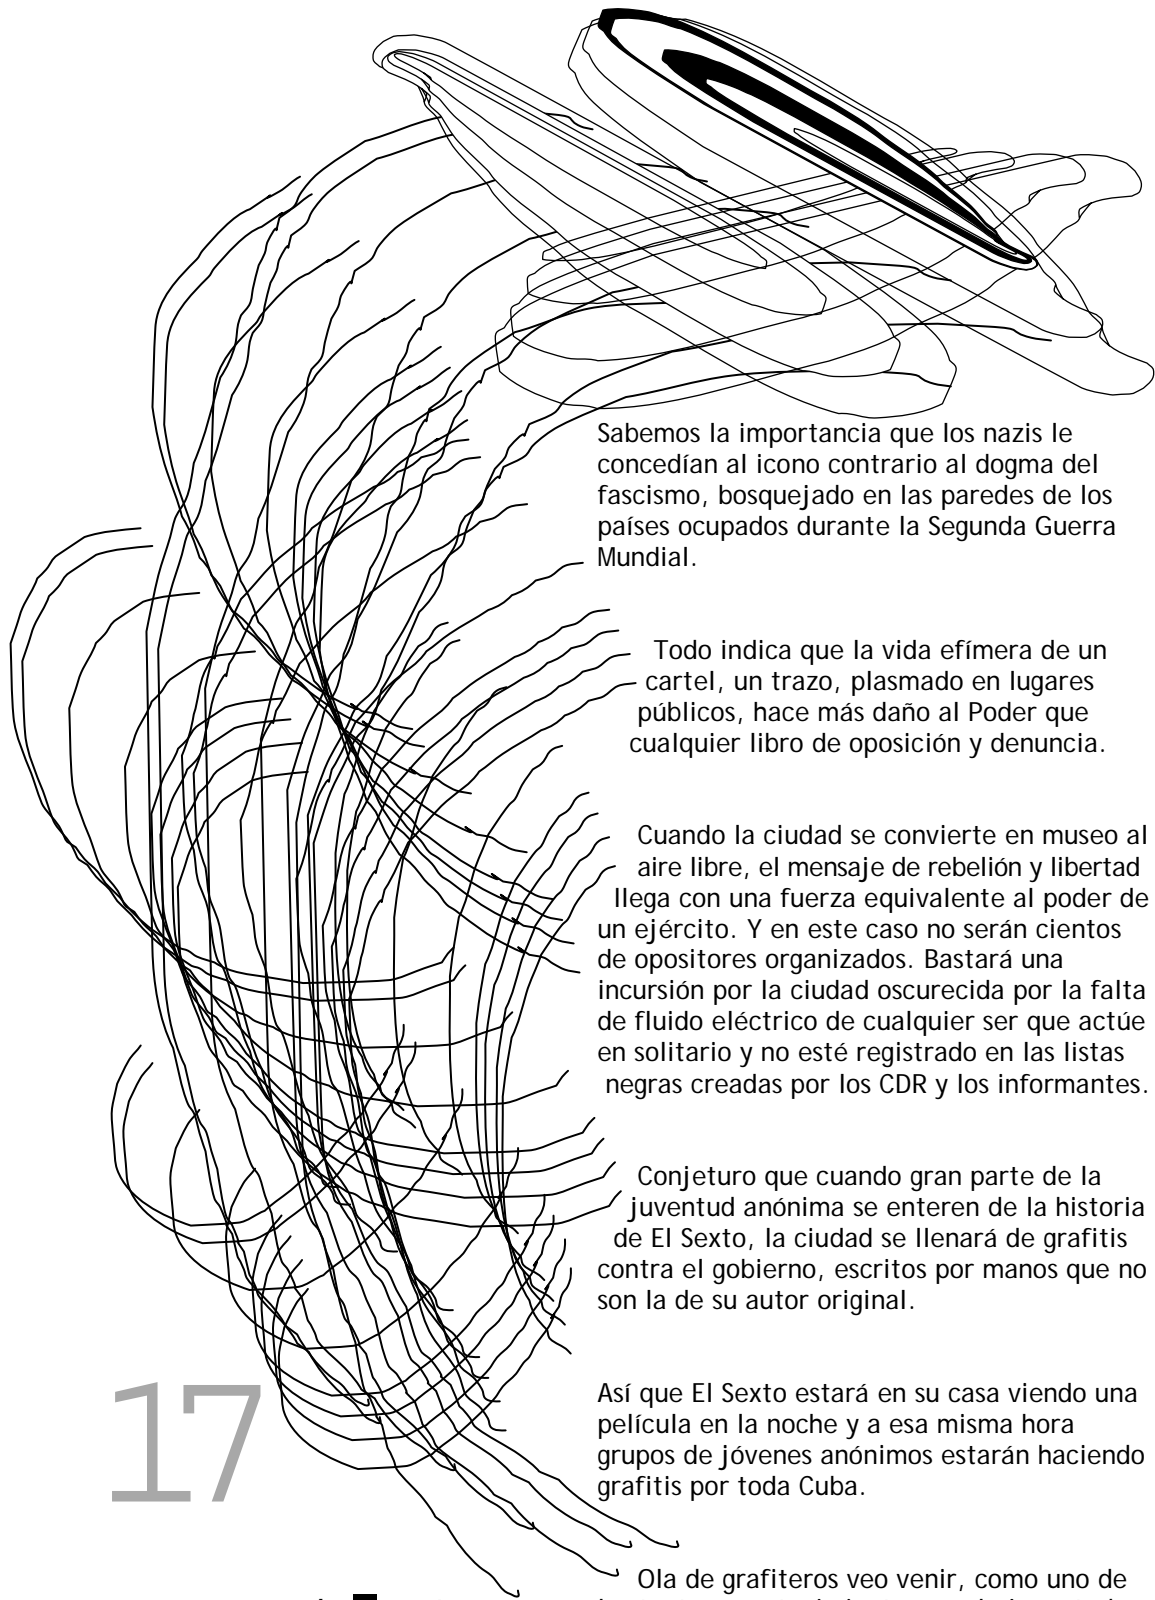 Sabemos la importancia que los nazis le
concedían al icono contrario al dogma del
fascismo, bosquejado en las paredes de los
países ocupados durante la Segunda Guerra
Mundial.
Todo indica que la vida efímera de un
cartel, un trazo, plasmado en lugares
públicos, hace más daño al Poder que
cualquier libro de oposición y denuncia.
Cuando la ciudad se convierte en museo al
aire libre, el mensaje de rebelión y libertad
llega con una fuerza equivalente al poder de
un ejército. Y en este caso no serán cientos
de opositores organizados. Bastará una
incursión por la ciudad oscurecida por la falta
de fluido eléctrico de cualquier ser que actúe
en solitario y no esté registrado en las listas
negras creadas por los CDR y los informantes.
Conjeturo que cuando gran parte de la
juventud anónima se enteren de la historia
de El Sexto, la ciudad se llenará de grafitis
contra el gobierno, escritos por manos que no
son la de su autor original.
Así que El Sexto estará en su casa viendo una
película en la noche y a esa misma hora
grupos de jóvenes anónimos estarán haciendo
grafitis por toda Cuba.
17
Ola de grafiteros veo venir, como uno de